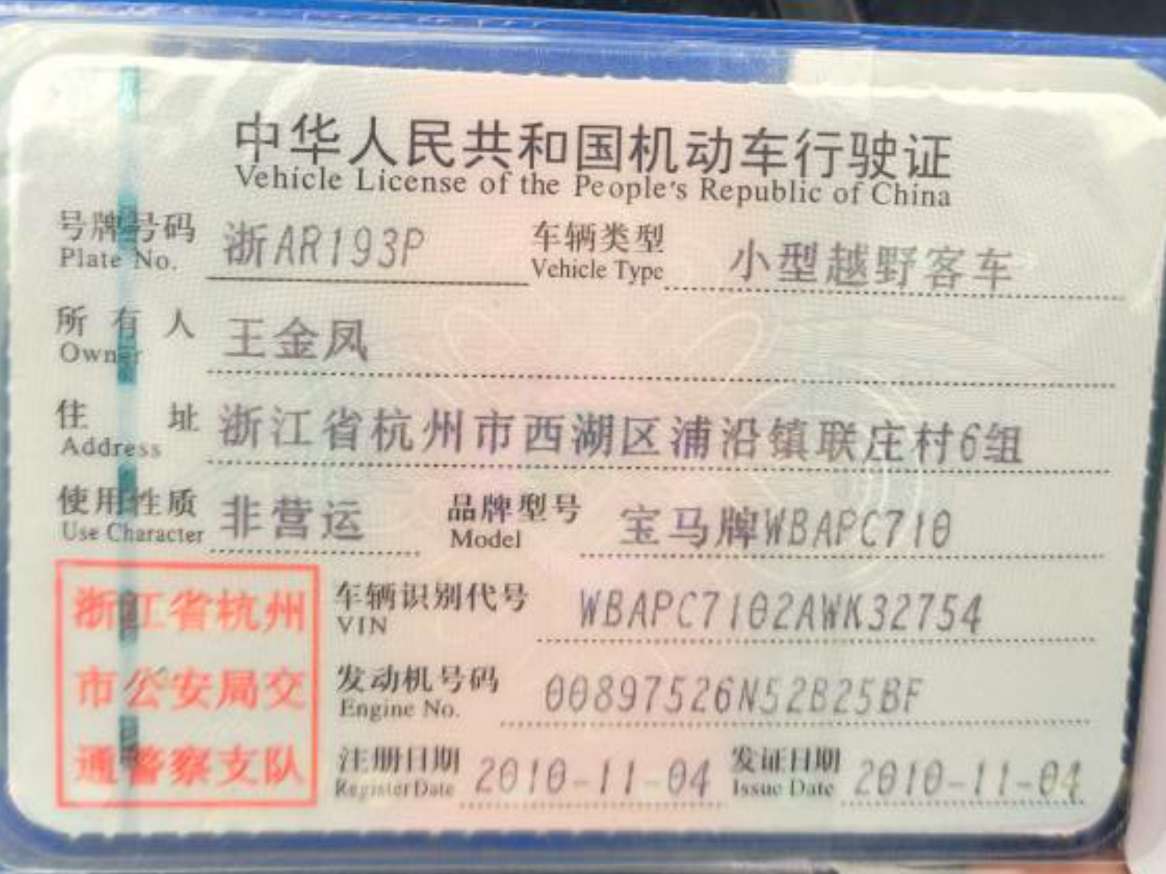 中华人民共和国机动车行驶证
Vehicle License of the People's Republic of China
号牌号码 浙AR193P 车辆类型 小型越野客车
Plate No. Vehicle Type
所有人 王金凤
Owner
住址 浙江省杭州市西湖区浦沿镇联庄村6组
Address
使用性质 非营运 品牌型号 宝马牌WBAPC710
Use Character Model
浙江省杭州 车辆识别代号 WBAPC7102AWK32754
VIN
市公安局交 发动机号码 00897526N52B25BF
Engine No.
通警察支队 注册日期 2010-11-04 发证日期 2010-11-04
Register Date Issue Date